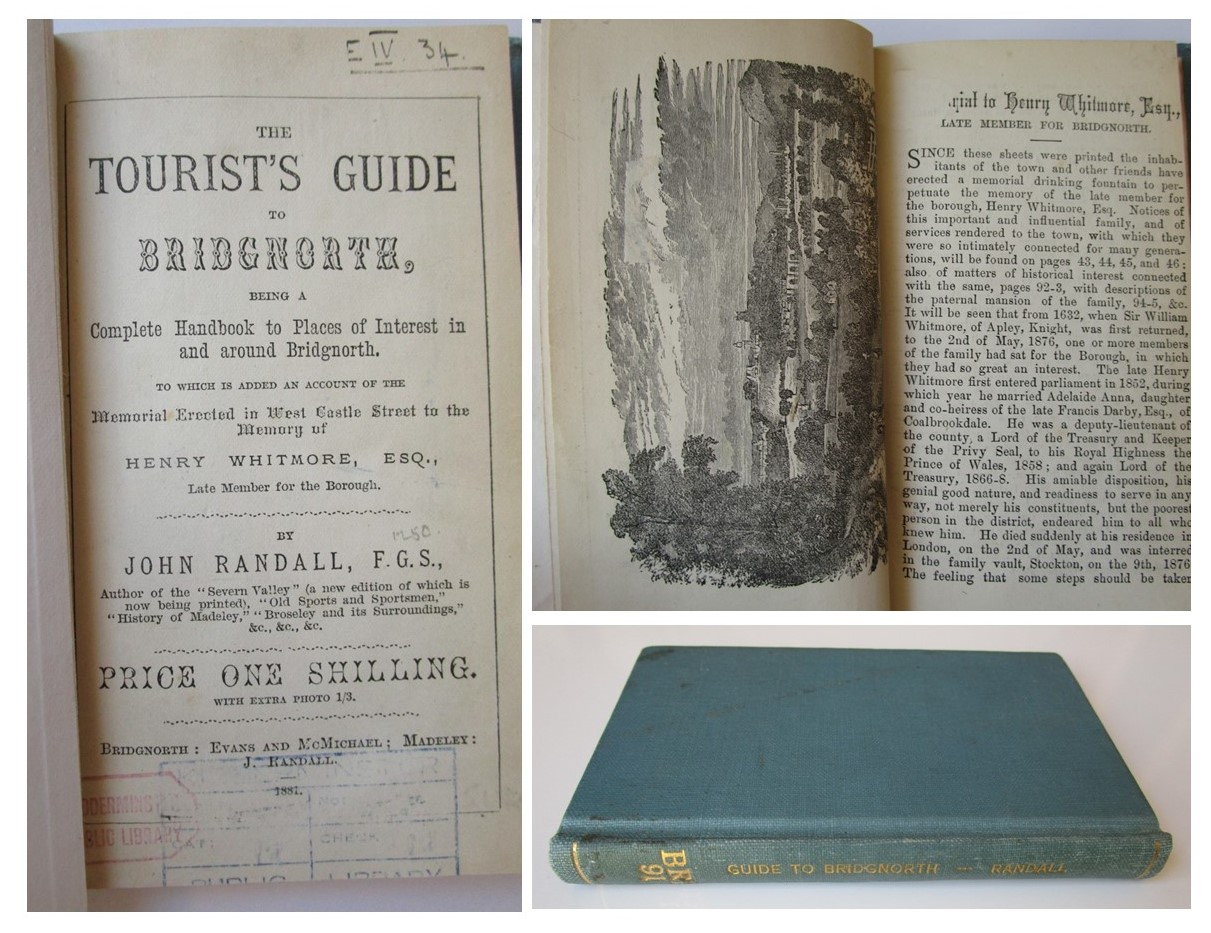 E IV. 34.
THE
TOURIST'S GUIDE
TO
BRIDGNORTH,
BEING A
Complete Handbook to Places of Interest in
and around Bridgnorth.
TO WHICH IS ADDED AN ACCOUNT OF THE
Memorial Erected in West Castle Street to the
Memory of
HENRY WHITMORE, ESQ.,
Late Member for the Borough.
BY
JOHN RANDALL, F.G.S.,
Author of the "Severn Valley" (a new edition of which is
now being printed), "Old Sports and Sportsmen,"
"History of Madeley," "Broseley and its Surroundings,"
&c., &c., &c.
PRICE ONE SHILLING.
WITH EXTRA PHOTO 1/3.
BRIDGNORTH: EVANS AND MCMICHAEL; MADELEY:
J. RANDALL.
1881.
DDERMINS
BLIC LIBRARY
CHECK
PUBLIC LIBRARY
rial to Henry Whitmore, Esq.,
LATE MEMBER FOR BRIDGNORTH.
SINCE these sheets were printed the inhab-
itants of the town and other friends have
erected a memorial drinking fountain to per-
petuate the memory of the late member for
the borough, Henry Whitmore, Esq. Notices of
this important and influential family, and of
services rendered to the town, with which they
were so intimately connected for many genera-
tions, will be found on pages 43, 44, 45, and 46;
also of matters of historical interest connected
with the same, pages 92-3, with descriptions of
the paternal mansion of the family, 94-5, &c.
It will be seen that from 1632, when Sir William
Whitmore, of Apley, Knight, was first returned,
to the 2nd of May, 1876, one or more members
of the family had sat for the Borough, in which
they had so great an interest. The late Henry
Whitmore first entered parliament in 1852, during
which year he married Adelaide Anna, daughter
and co-heiress of the late Francis Darby, Esq., of
Coalbrookdale. He was a deputy-lieutenant of
the county, a Lord of the Treasury and Keeper
of the Privy Seal, to his Royal Highness the
Prince of Wales, 1858; and again Lord of the
Treasury, 1866-8. His amiable disposition, his
genial good nature, and readiness to serve in any
way, not merely his constituents, but the poorest
person in the district, endeared him to all who
knew him. He died suddenly at his residence in
London, on the 2nd of May, and was interred
in the family vault, Stockton, on the 9th, 1876
The feeling that some steps should be taken
BR
91
GUIDE TO BRIDGNORTH — RANDALL